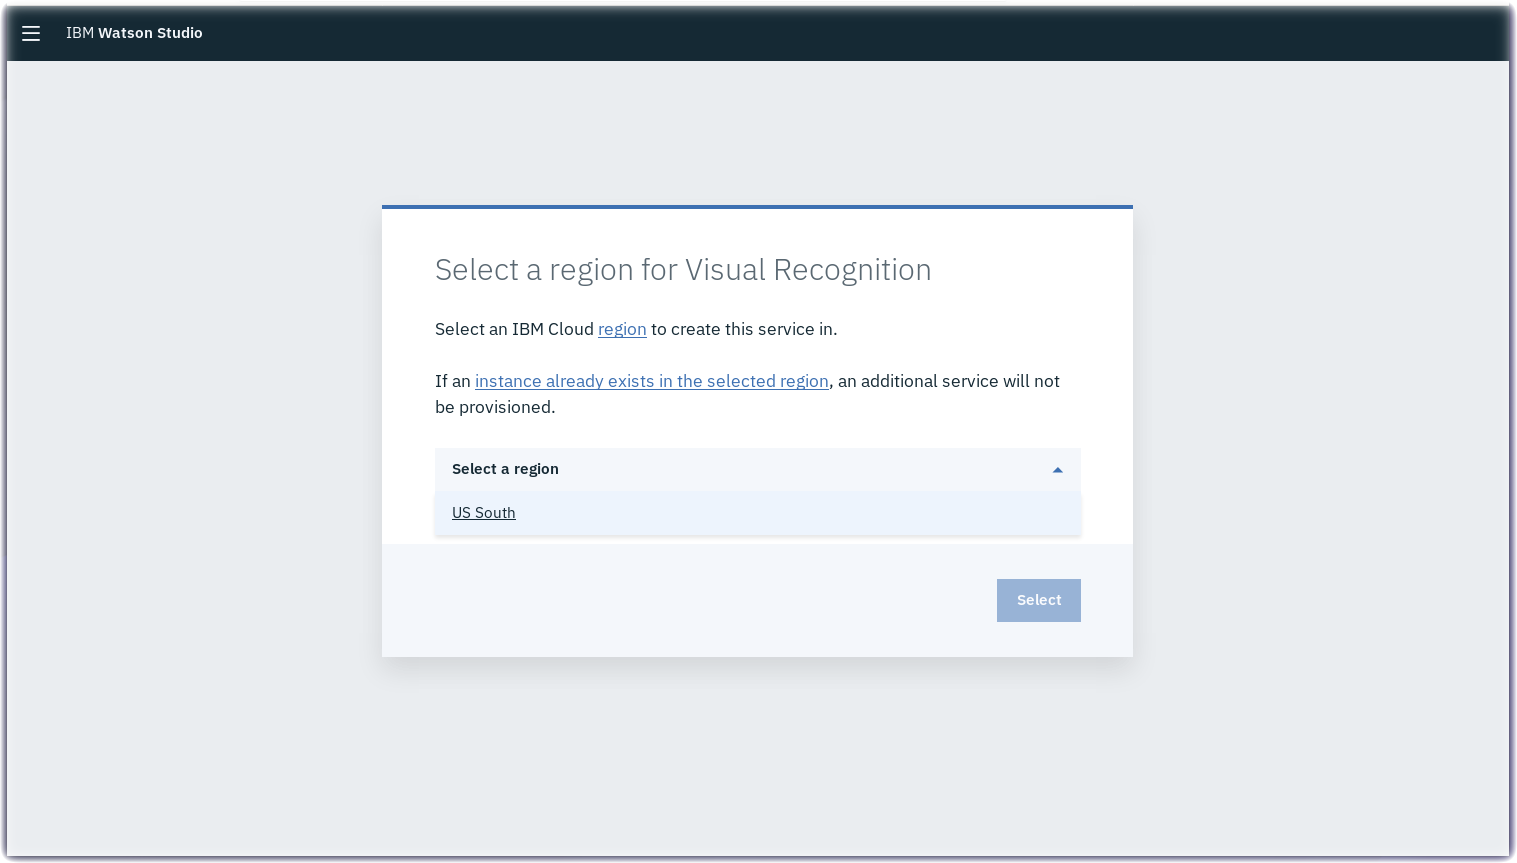 IBM Watson Studio
Select a region for Visual Recognition
Select an IBM Cloud region to create this service in.
If an instance already exists in the selected region, an additional service will not
be provisioned.
Select a region
US South
Select